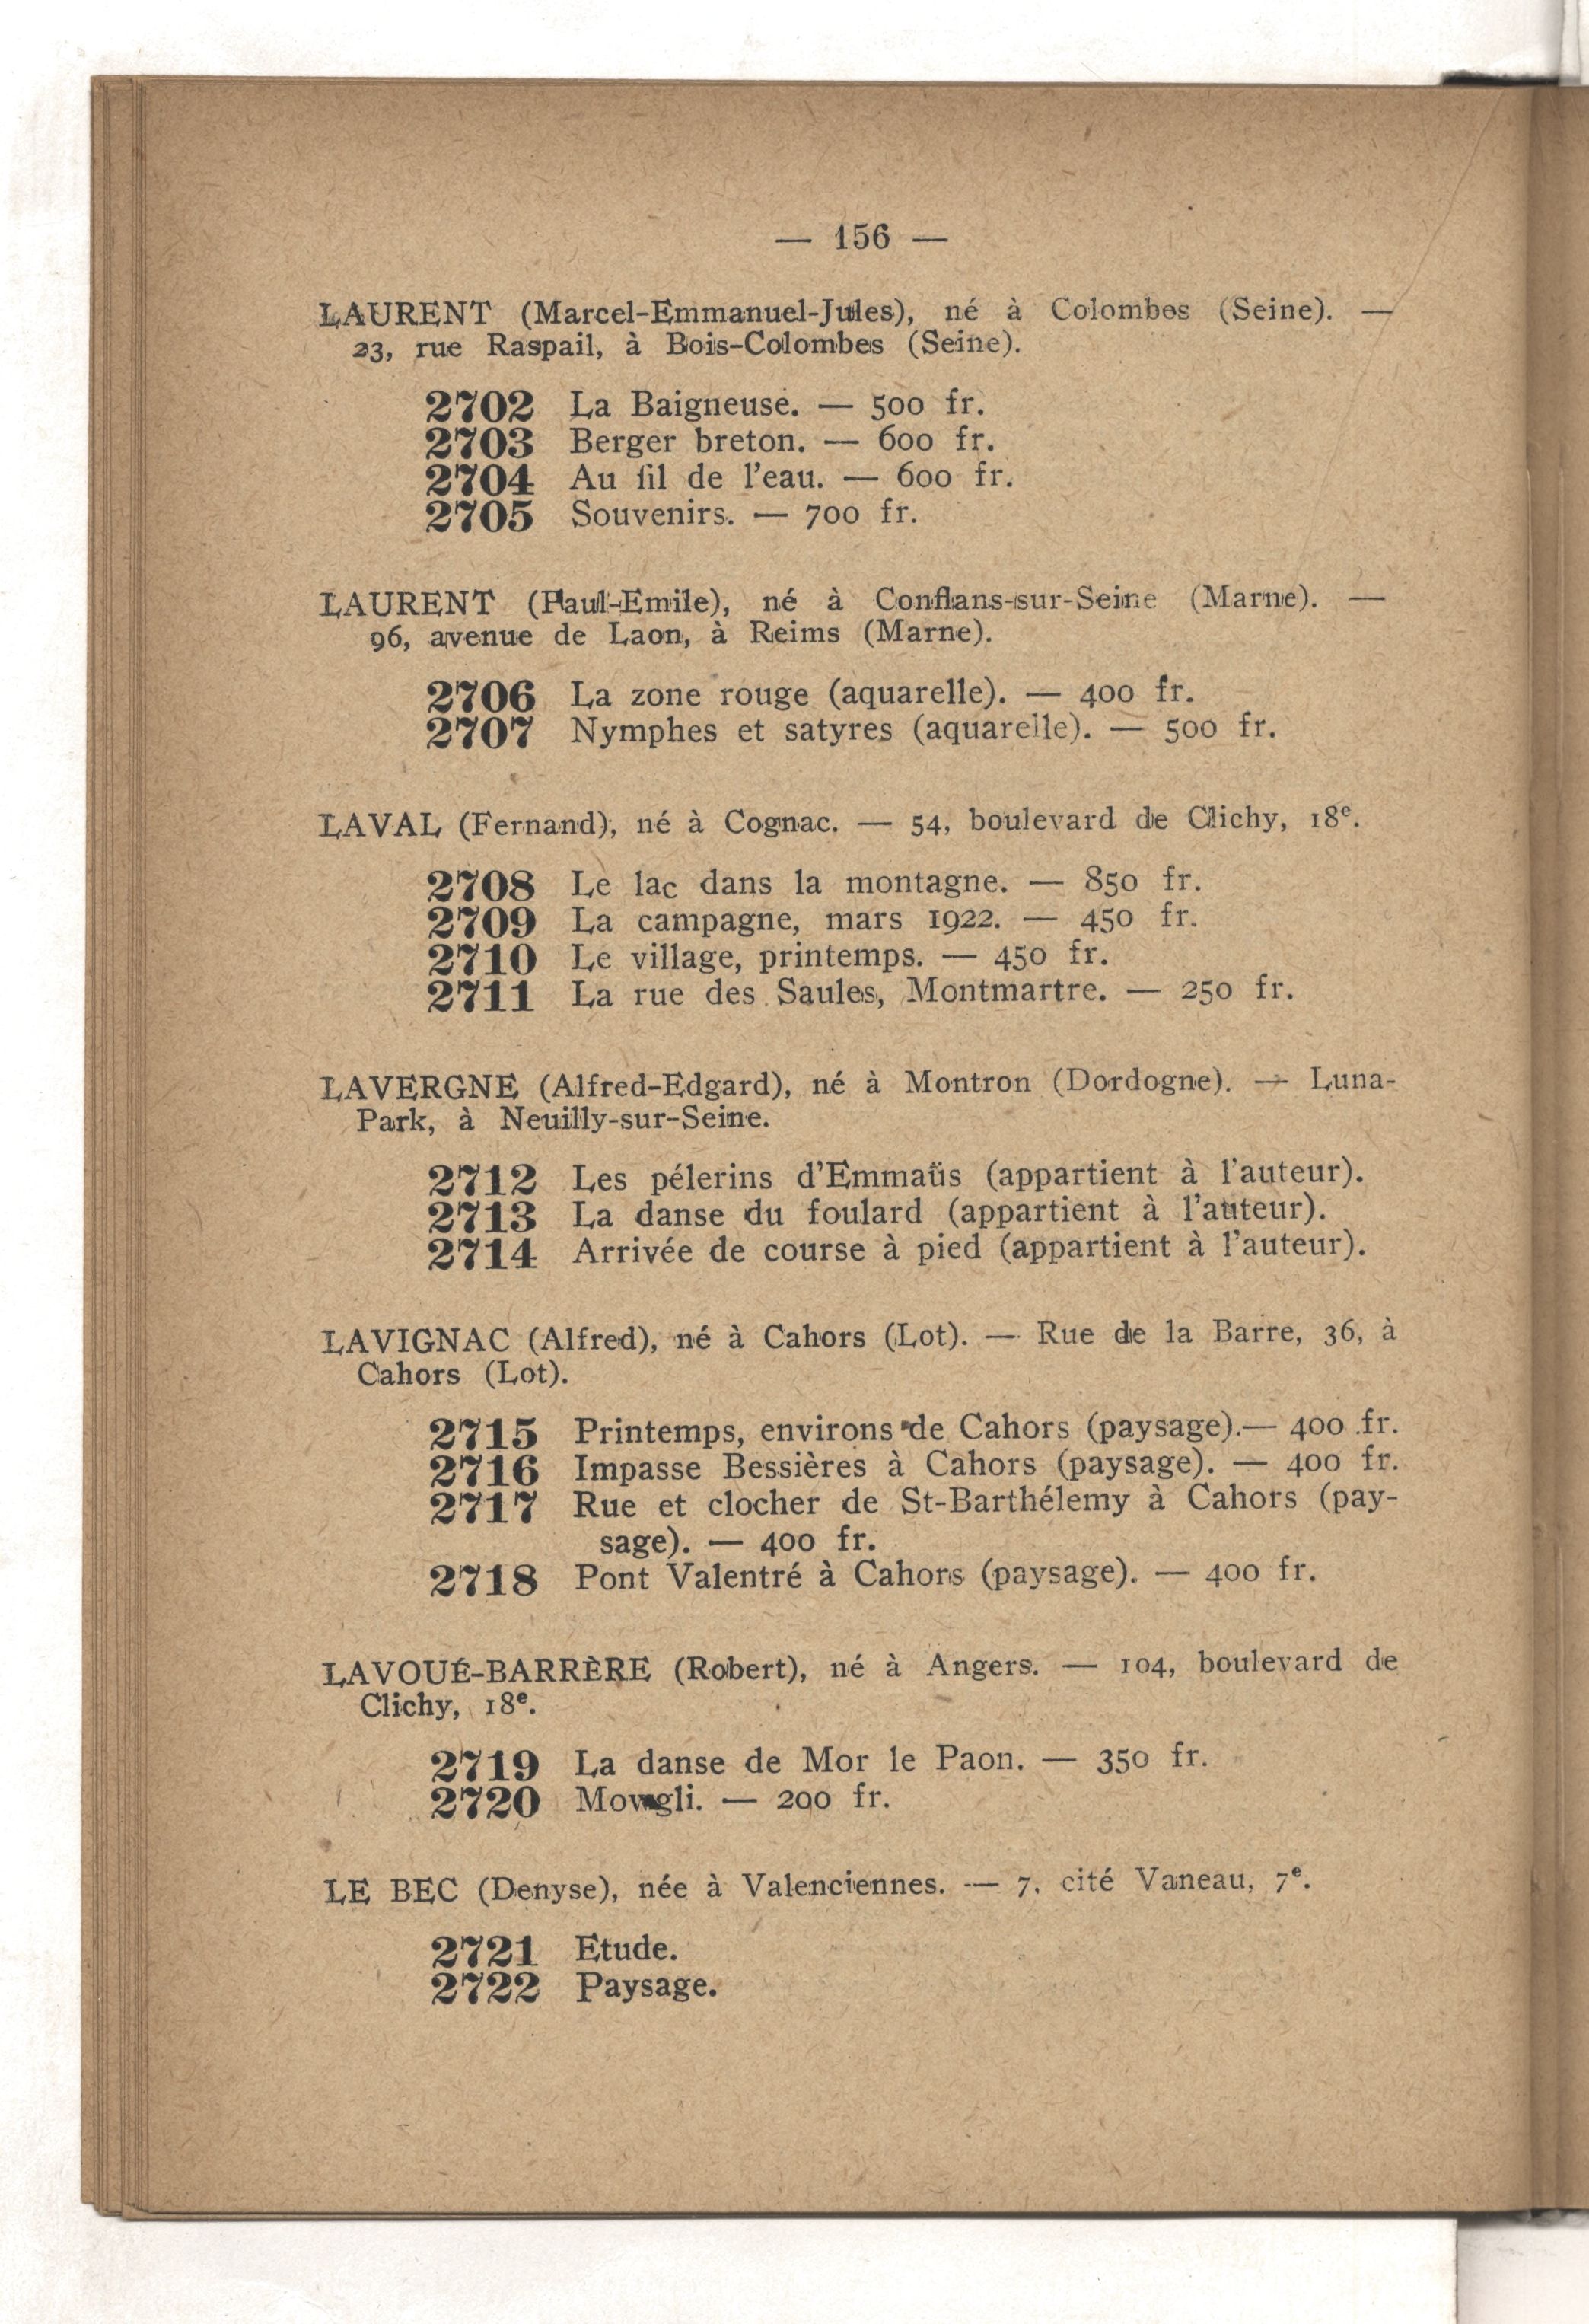 — 156 —
LAURENT (Marcel-Emmanuel-Jules), né à Colombes (Seine). —
23, rue Raspail, à Bois-Colombes (Seine).
2702 La Baigneuse. — 500 fr.
2703 Berger breton. — 600 fr.
2704 Au fil de l'eau. — 600 fr.
2705 Souvenirs. — 700 fr.
LAURENT (Paul-Emile), né à Conflans-sur-Seine (Marne). —
96, avenue de Laon, à Reims (Marne).
2706 La zone rouge (aquarelle). — 400 fr.
2707 Nymphes et satyres (aquarelle). — 500 fr.
LAVAL (Fernand), né à Cognac. — 54, boulevard de Clichy, 18e.
2708 Le lac dans la montagne. — 850 fr.
2709 La campagne, mars 1922. — 450 fr.
2710 Le village, printemps. — 450 fr.
2711 La rue des Saules, Montmartre. — 250 fr.
LAVERGNE (Alfred-Edgard), né à Montron (Dordogne). — Luna-
Park, à Neuilly-sur-Seine.
2712 Les pélerins d'Emmaüs (appartient à l'auteur).
2713 La danse du foulard (appartient à l'auteur).
2714 Arrivée de course à pied (appartient à l'auteur).
LAVIGNAC (Alfred), né à Cahors (Lot). — Rue de la Barre, 36, à
Cahors (Lot).
2715 Printemps, environs de Cahors (paysage).— 400 fr.
2716 Impasse Bessières à Cahors (paysage). — 400 fr.
2717 Rue et clocher de St-Barthélemy à Cahors (pay-
sage). — 400 fr.
2718 Pont Valentré à Cahors (paysage). — 400 fr.
LAVOUÉ-BARRÈRE (Robert), né à Angers. — 104, boulevard de
Clichy, 18e.
2719 La danse de Mor le Paon. — 350 fr.
2720 Mowgli. — 200 fr.
LE BEC (Denyse), née à Valenciennes. — 7, cité Vaneau, 7e.
2721 Etude.
2722 Paysage.